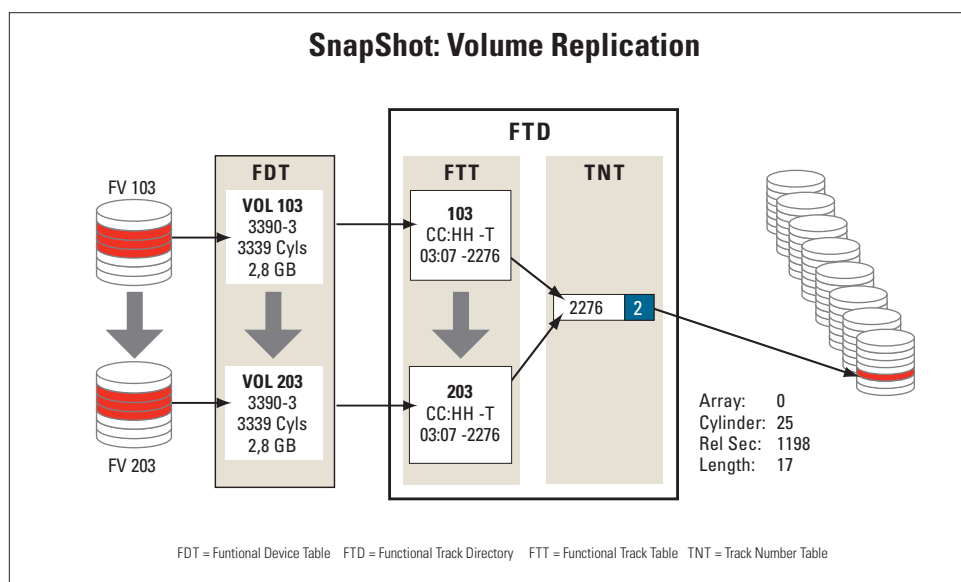 SnapShot: Volume Replication
FTD
FDT
FTT
TNT
FV 103
VOL 103
3390-3
3339 Cyls
2,8 GB
103
CC:HH -T
03:07 -2276
2276 2
VOL 203
3390-3
3339 Cyls
2,8 GB
203
CC:HH -T
03:07 -2276
FV 203
Array: 0
Cylinder: 25
Rel Sec: 1198
Length: 17
FDT = Funtional Device Table FTD = Functional Track Directory FTT = Functional Track Table TNT = Track Number Table